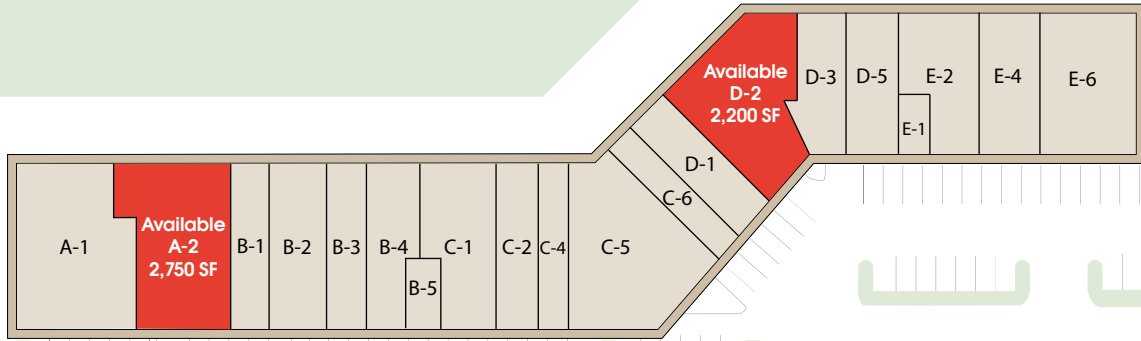 A-1
Available
A-2
2,750 SF
B-1
B-2
B-3
B-4
B-5
C-1
C-2
C-4
C-5
C-6
D-1
Available
D-2
2,200 SF
D-3
D-5
E-1
E-2
E-4
E-6